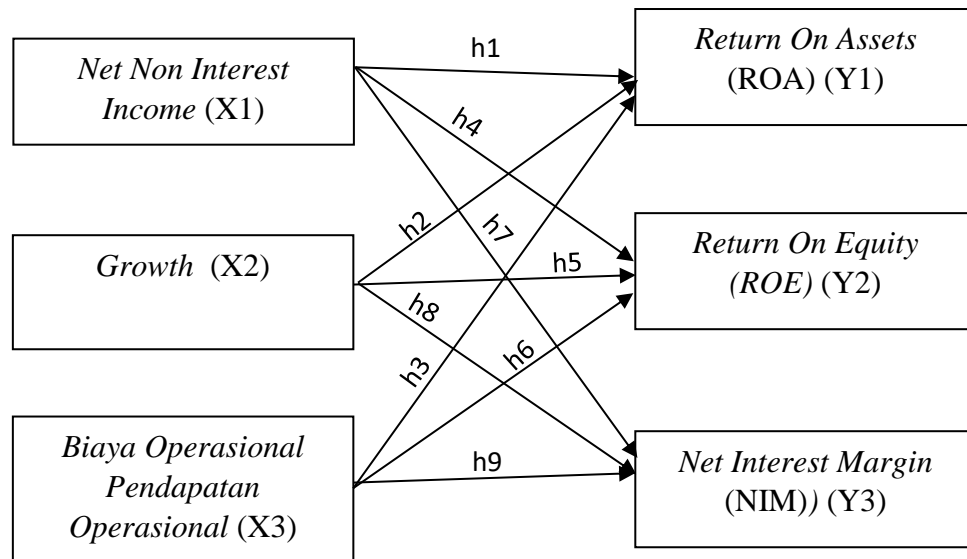 Net Non Interest
Income (X1)
Growth (X2)
Biaya Operasional
Pendapatan
Operasional (X3)
h1
h4
h2
h7
h5
h8
h3
h6
h9
Return On Assets
(ROA) (Y1)
Return On Equity
(ROE) (Y2)
Net Interest Margin
(NIM)) (Y3)